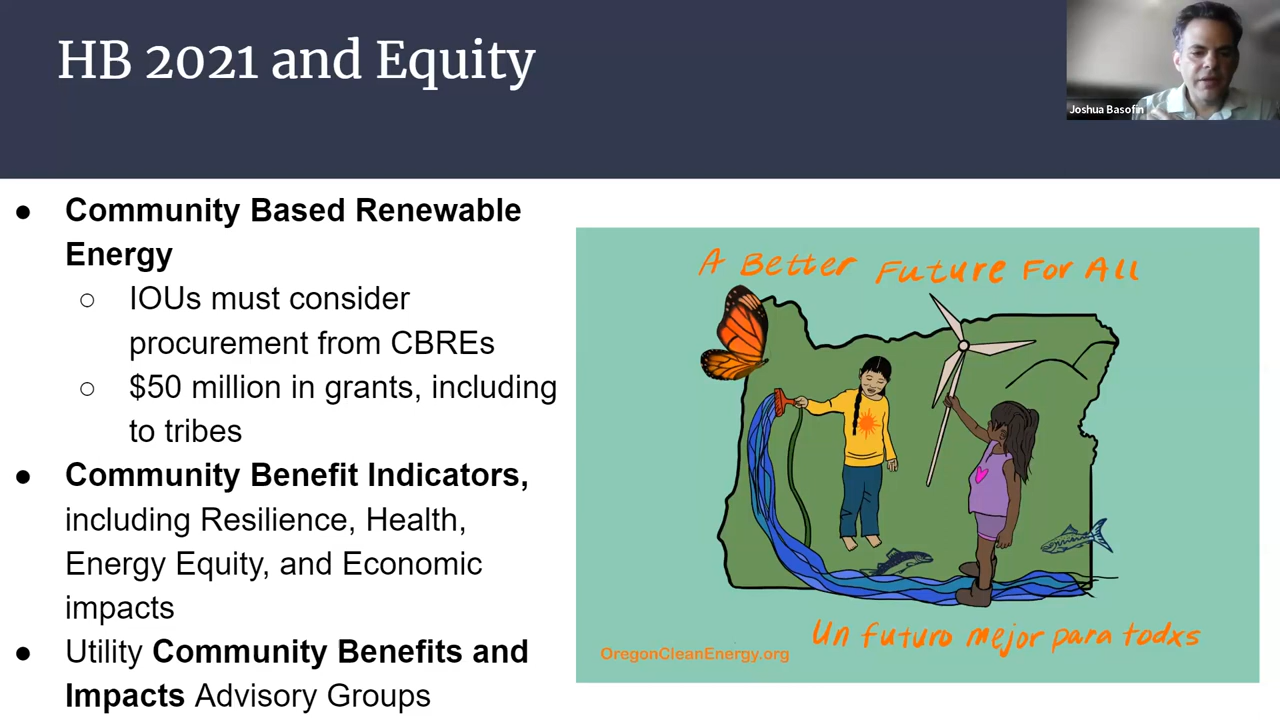 HB 2021 and Equity
Joshua Basofin
● Community Based Renewable
Energy
○ IOUs must consider
procurement from CBREs
○ $50 million in grants, including
to tribes
● Community Benefit Indicators,
including Resilience, Health,
Energy Equity, and Economic
impacts
● Utility Community Benefits and
Impacts Advisory Groups
A Better Future For All
Un futuro mejor para todxs
OregonCleanEnergy.org